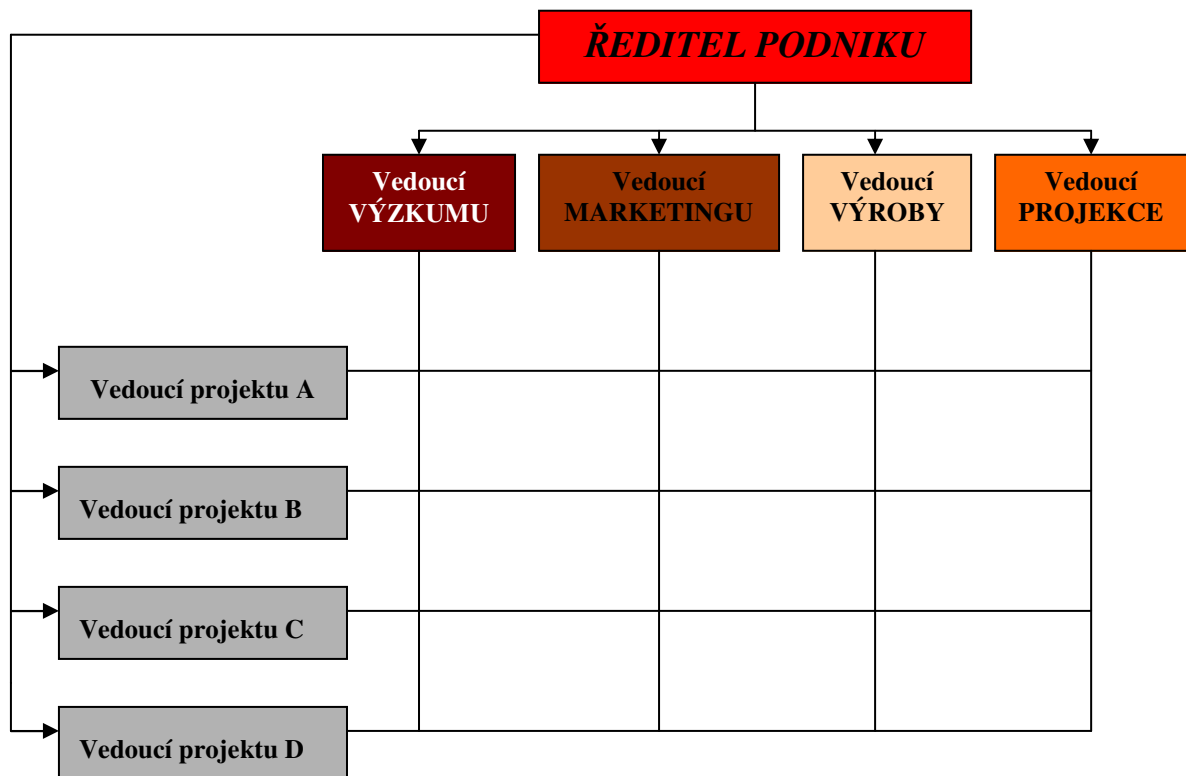 ŘEDITEL PODNIKU
Vedoucí
VÝZKUMU
Vedoucí
MARKETINGU
Vedoucí
VÝROBY
Vedoucí
PROJEKCE
Vedoucí projektu A
Vedoucí projektu B
Vedoucí projektu C
Vedoucí projektu D